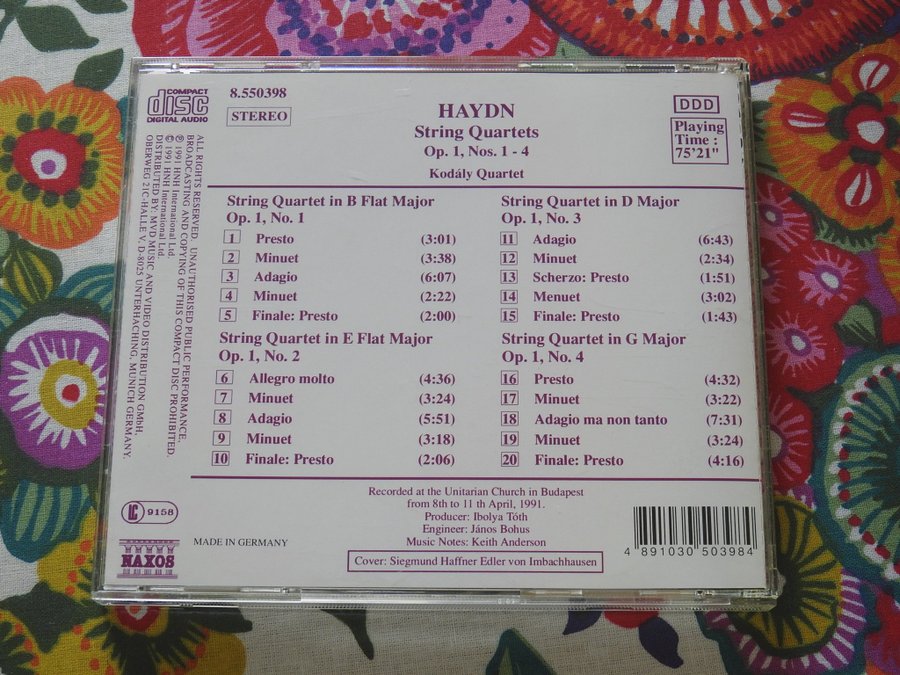 COMPACT
disc
DIGITAL AUDIO
8.550398
STEREO
HAYDN
String Quartets
Op. 1, Nos. 1 - 4
Kodály Quartet
DDD
Playing
Time :
75'21"
ALL RIGHTS RESERVED. UNAUTHORISED PUBLIC PERFORMANCE,
BROADCASTING AND COPYING OF THIS COMPACT DISC PROHIBITED.
℗ 1991 HNH International Ltd.
© 1991 HNH International Ltd.
DISTRIBUTED BY: MVD MUSIC AND VIDEO DISTRIBUTION GMBH,
OBERWEG 21C-HALLE V. D-8025 UNTERHACHING, MUNICH GERMANY.
String Quartet in B Flat Major
Op. 1, No. 1
1 Presto (3:01)
2 Minuet (3:38)
3 Adagio (6:07)
4 Minuet (2:22)
5 Finale: Presto (2:00)
String Quartet in E Flat Major
Op. 1, No. 2
6 Allegro molto (4:36)
7 Minuet (3:24)
8 Adagio (5:51)
9 Minuet (3:18)
10 Finale: Presto (2:06)
String Quartet in D Major
Op. 1, No. 3
11 Adagio (6:43)
12 Minuet (2:34)
13 Scherzo: Presto (1:51)
14 Menuet (3:02)
15 Finale: Presto (1:43)
String Quartet in G Major
Op. 1, No. 4
16 Presto (4:32)
17 Minuet (3:22)
18 Adagio ma non tanto (7:31)
19 Minuet (3:24)
20 Finale: Presto (4:16)
LC 9158
NAXOS
MADE IN GERMANY
Recorded at the Unitarian Church in Budapest
from 8th to 11 th April, 1991.
Producer: Ibolya Tóth
Engineer: János Bohus
Music Notes: Keith Anderson
Cover: Siegmund Haffner Edler von Imbachhausen
4 891030 503984